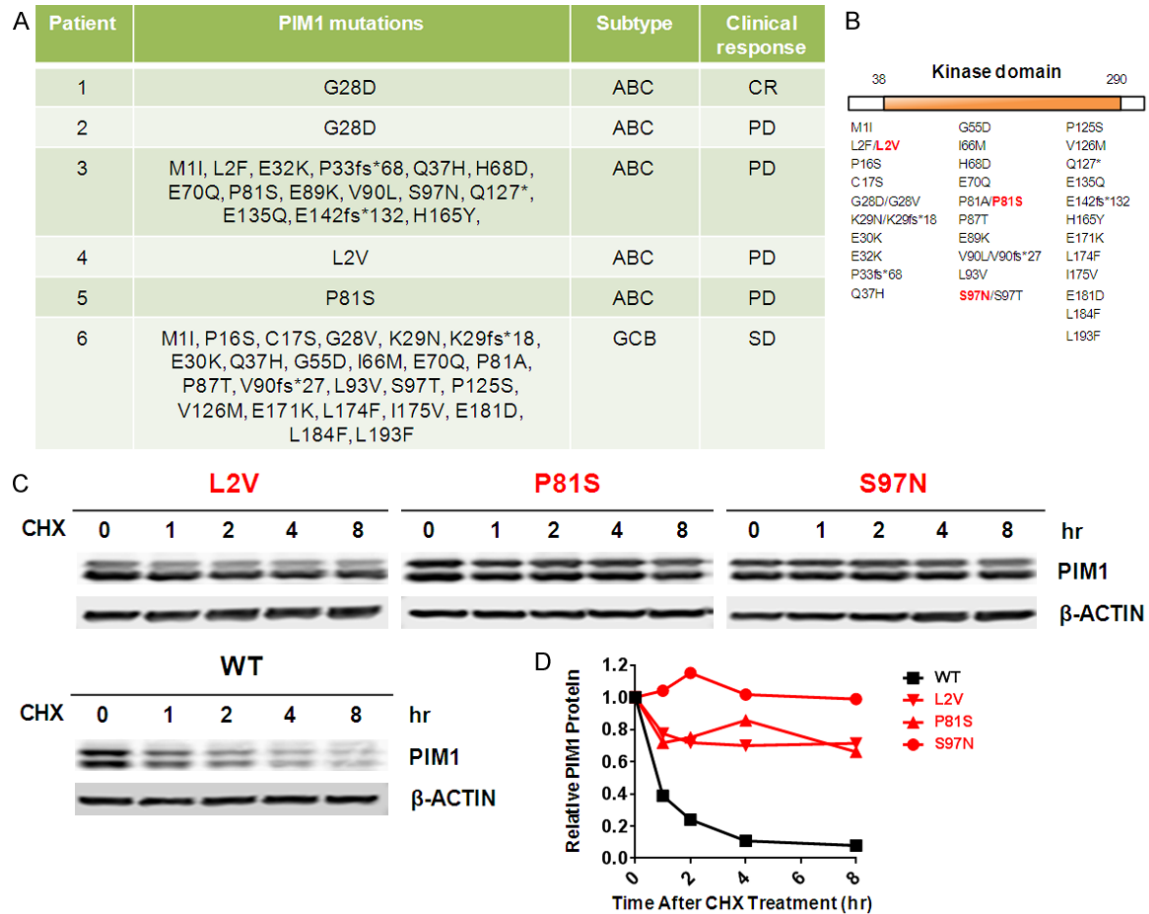 A
Patient PIM1 mutations Subtype Clinical response
1 G28D ABC CR
2 G28D ABC PD
3 M1I, L2F, E32K, P33fs*68, Q37H, H68D, ABC PD
E70Q, P81S, E89K, V90L, S97N, Q127*,
E135Q, E142fs*132, H165Y,
4 L2V ABC PD
5 P81S ABC PD
6 M1I, P16S, C17S, G28V, K29N, K29fs*18, GCB SD
E30K, Q37H, G55D, I66M, E70Q, P81A,
P87T, V90fs*27, L93V, S97T, P125S,
V126M, E171K, L174F, I175V, E181D,
L184F, L193F
B
38 Kinase domain 290
M1I G55D P125S
L2F/L2V I66M V126M
P16S H68D Q127*
C17S E70Q E135Q
G28D/G28V P81A/P81S E142fs*132
K29N/K29fs*18 P87T H165Y
E30K E89K E171K
E32K V90L/V90fs*27 L174F
P33fs*68 L93V I175V
Q37H S97N/S97T E181D
L184F
L193F
C
L2V P81S S97N
CHX 0 1 2 4 8 0 1 2 4 8 0 1 2 4 8 hr
PIM1
β-ACTIN
WT
CHX 0 1 2 4 8 hr
PIM1
β-ACTIN
D
Relative PIM1 Protein
1.2
1.0
0.8
0.6
0.4
0.2
0.0
0 2 4 6 8
Time After CHX Treatment (hr)
WT
L2V
P81S
S97N